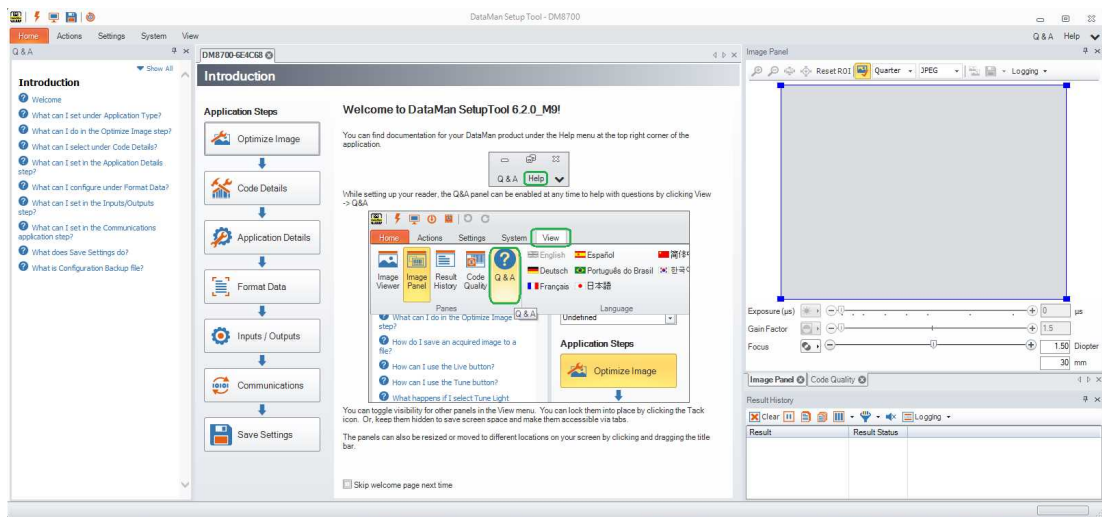 DataMan Setup Tool - DM8700
Home Actions Settings System View
Q & A Help
Q & A
Show All
Introduction
Welcome
What can I set under Application Type?
What can I do in the Optimize Image step?
What can I select under Code Details?
What can I set in the Application Details
step?
What can I configure under Format Data?
What can I set in the Inputs/Outputs
step?
What can I set in the Communications
application step?
What does Save Settings do?
What is Configuration Backup file?
DM8700-6E4C68
Introduction
Application Steps
Optimize Image
Code Details
Application Details
Format Data
Inputs / Outputs
Communications
Save Settings
Welcome to DataMan SetupTool 6.2.0_M9!
You can find documentation for your DataMan product under the Help menu at the top right corner of the
application.
Q & A Help
While setting up your reader, the Q&A panel can be enabled at any time to help with questions by clicking View
-> Q&A
Home Actions Settings System View
Image Viewer
Image Panel
Result History
Code Quality
Q & A
English Español
Deutsch Português do Brasil 한국
Français 日本語
Panes Language
Q & A
What can I do in the Optimize Image
step?
How do I save an acquired image to a
file?
How can I use the Live button?
How can I use the Tune button?
What happens if I select Tune Light
Undefined
Application Steps
Optimize Image
You can toggle visibility for other panels in the View menu. You can lock them into place by clicking the Tack
icon. Or, keep them hidden to save screen space and make them accessible via tabs.
The panels can also be resized or moved to different locations on your screen by clicking and dragging the title
bar.
Skip welcome page next time
Image Panel
Reset ROI Quarter JPEG Logging
Exposure (µs) 0 µs
Gain Factor 1.5
Focus 1.50 Diopter
30 mm
Image Panel Code Quality
Result History
Clear Logging
Result Result Status